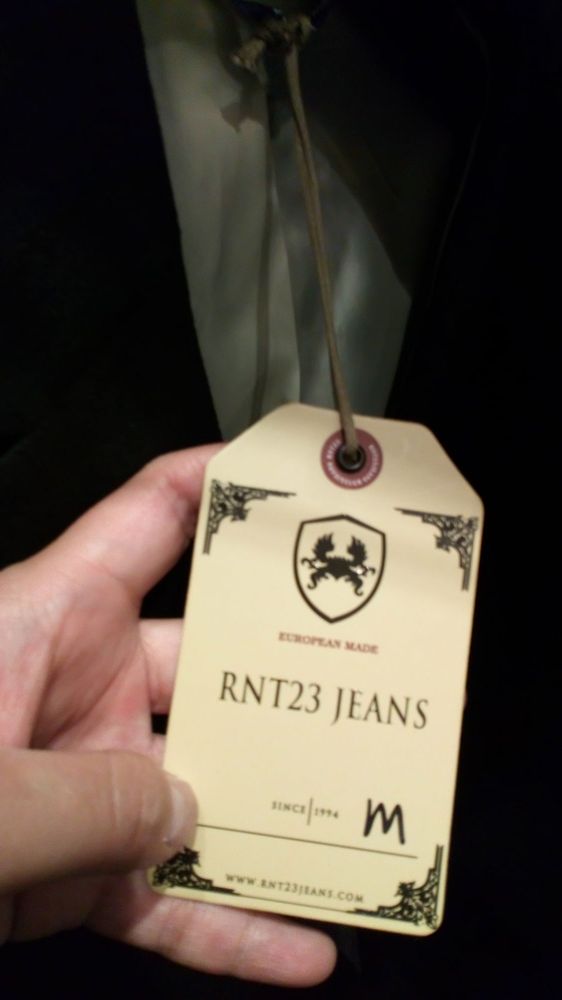 EUROPEAN MADE
RNT23 JEANS
SINCE 1994
M
WWW.RNT23JEANS.COM